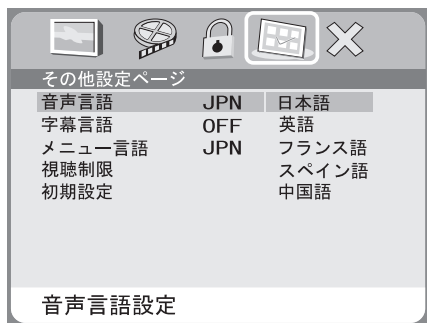 その他設定ページ
音声言語 JPN 日本語
字幕言語 OFF 英語
メニュー言語 JPN フランス語
視聴制限 スペイン語
初期設定 中国語
音声言語設定